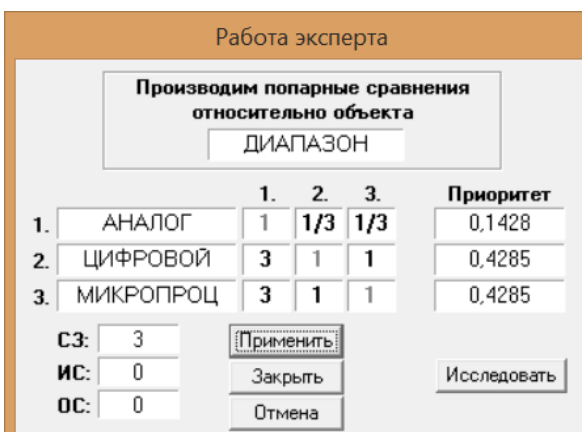 Работа эксперта
Производим попарные сравнения
относительно объекта
ДИАПАЗОН
1. 2. 3. Приоритет
1. АНАЛОГ 1 1/3 1/3 0,1428
2. ЦИФРОВОЙ 3 1 1 0,4285
3. МИКРОПРОЦ 3 1 1 0,4285
СЗ: 3 Применить
ИС: 0 Закрыть Исследовать
ОС: 0 Отмена